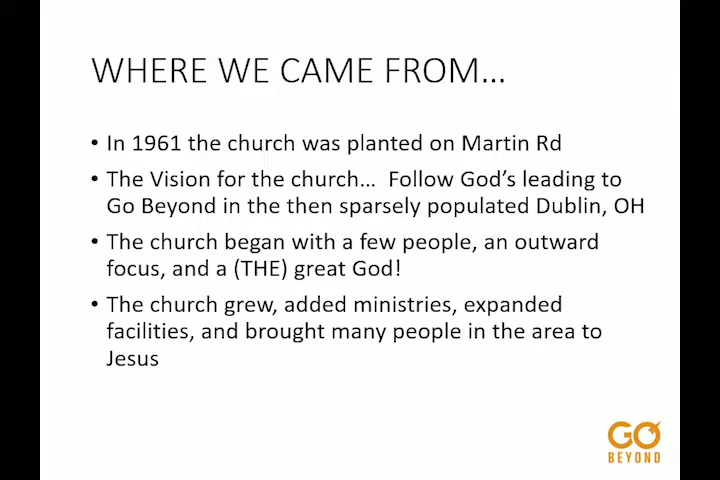 WHERE WE CAME FROM...
• In 1961 the church was planted on Martin Rd
• The Vision for the church... Follow God's leading to
Go Beyond in the then sparsely populated Dublin, OH
• The church began with a few people, an outward
focus, and a (THE) great God!
• The church grew, added ministries, expanded
facilities, and brought many people in the area to
Jesus
GO
BEYOND